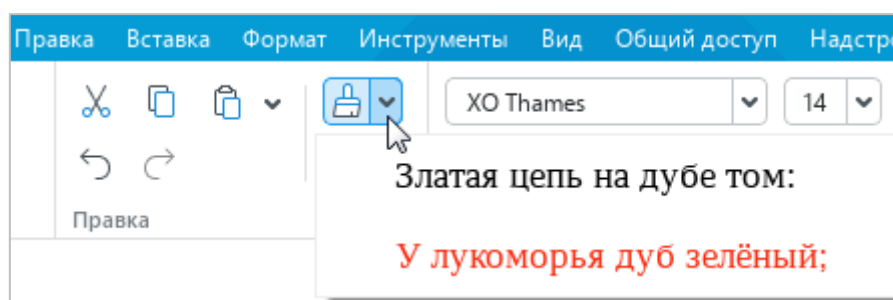 Правка Вставка Формат Инструменты Вид Общий доступ Надстро
XO Thames 14
Златая цепь на дубе том:
Правка
У лукоморья дуб зелёный;